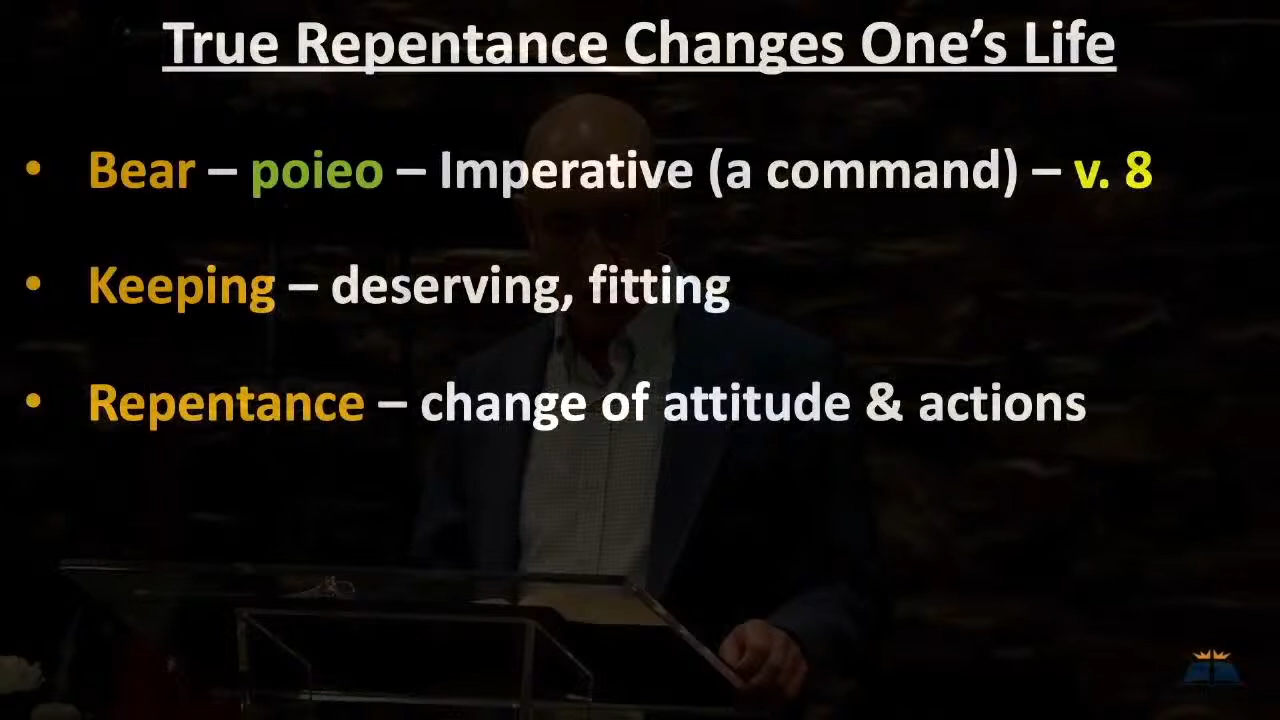 True Repentance Changes One’s Life
• Bear – poieo – Imperative (a command) – v. 8
• Keeping – deserving, fitting
• Repentance – change of attitude & actions